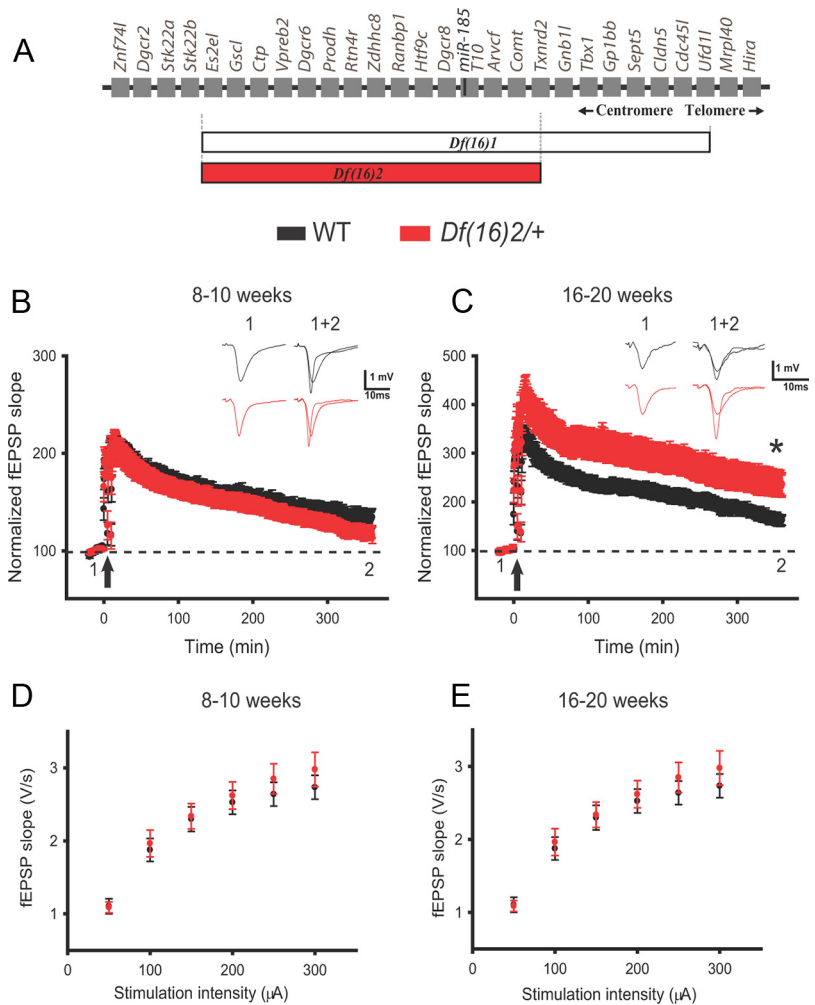 A
Znf74l Dgcr2 Stk22a Stk22b Es2el Gscl Ctp Vpreb2 Dgcr6 Prodh Rtn4r Zdhhc8 Ranbp1 Htf9c Dgcr8 miR-185 T10 Arvcf Comt Txnrd2 Gnb1l Tbx1 Gp1bb Sept5 Cldn5 Cdc45l Ufd1l Mrpl40 Hira
Centromere Telomere
Df(16)1
Df(16)2
WT Df(16)2/+
B
8-10 weeks
1 1+2
1 mV
10ms
Normalized fEPSP slope
300
200
100
1 2
0 100 200 300
Time (min)
C
16-20 weeks
1 1+2
1 mV
10ms
Normalized fEPSP slope
500
400
300
200
100
*
1 2
0 100 200 300
Time (min)
D
8-10 weeks
fEPSP slope (V/s)
3
2
1
0 100 200 300
Stimulation intensity (μA)
E
16-20 weeks
fEPSP slope (V/s)
3
2
1
0 100 200 300
Stimulation intensity (μA)